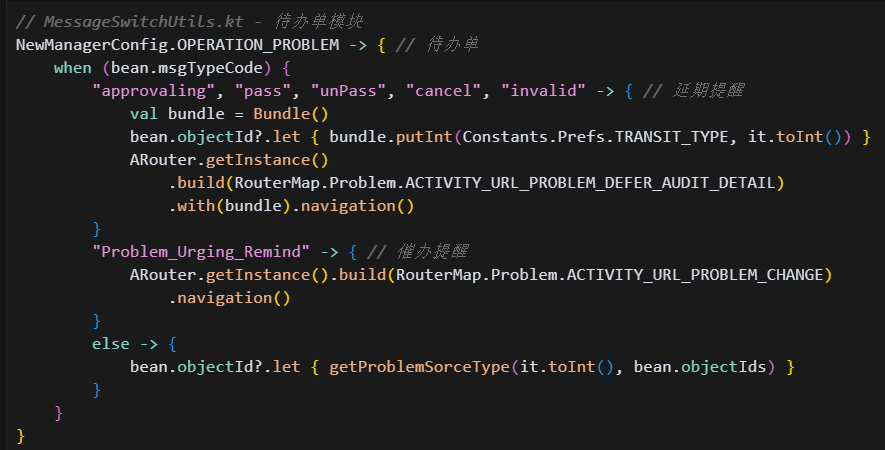 // MessageSwitchUtils.kt - 待办单模块
NewManagerConfig.OPERATION_PROBLEM -> { // 待办单
    when (bean.msgTypeCode) {
        "approvaling", "pass", "unPass", "cancel", "invalid" -> { // 延期提醒
            val bundle = Bundle()
            bean.objectId?.let { bundle.putInt(Constants.Prefs.TRANSIT_TYPE, it.toInt()) }
            ARouter.getInstance()
                .build(RouterMap.Problem.ACTIVITY_URL_PROBLEM_DEFER_AUDIT_DETAIL)
                .with(bundle).navigation()
        }
        "Problem_Urging_Remind" -> { // 催办提醒
            ARouter.getInstance().build(RouterMap.Problem.ACTIVITY_URL_PROBLEM_CHANGE)
                .navigation()
        }
        else -> {
            bean.objectId?.let { getProblemSorceType(it.toInt(), bean.objectIds) }
        }
    }
}